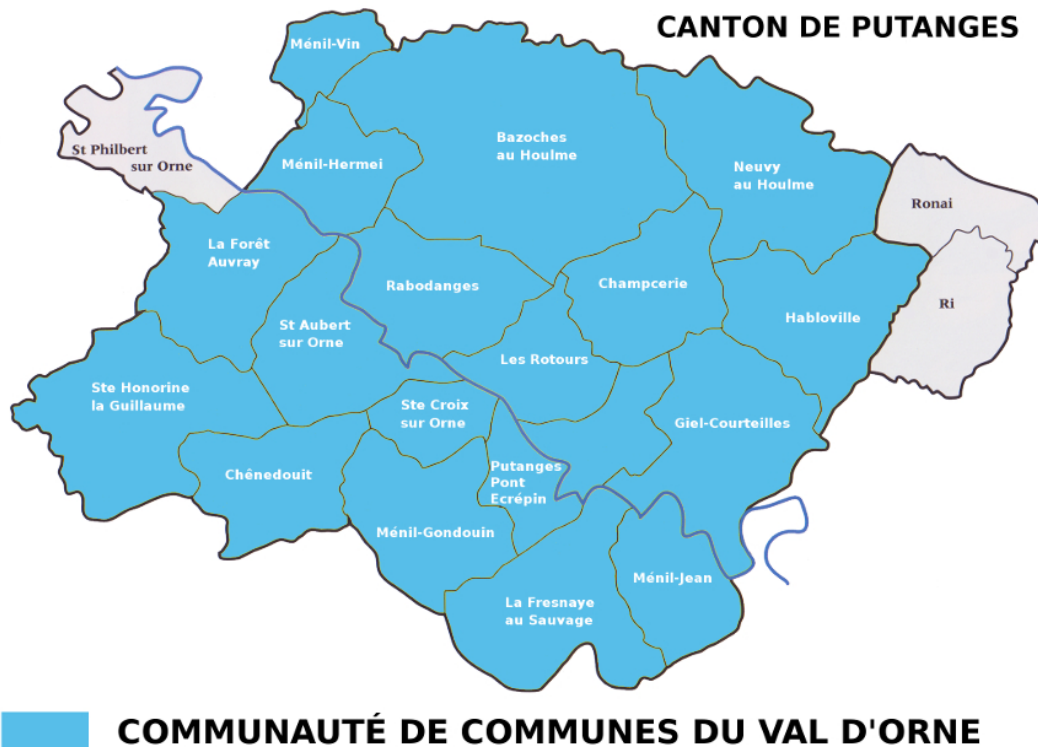 CANTON DE PUTANGES
Ménil-Vin
Bazoches
au Houlme
St Philbert
sur Orne
Ménil-Hermei
Neuvy
au Houlme
Ronai
La Forêt
Auvray
Rabodanges
Champcerie
Ri
Habloville
St Aubert
sur Orne
Les Rotours
Ste Honorine
la Guillaume
Ste Croix
sur Orne
Giel-Courteilles
Chênedouit
Putanges
Pont
Ecrépin
Ménil-Gondouin
Ménil-Jean
La Fresnaye
au Sauvage
COMMUNAUTÉ DE COMMUNES DU VAL D'ORNE